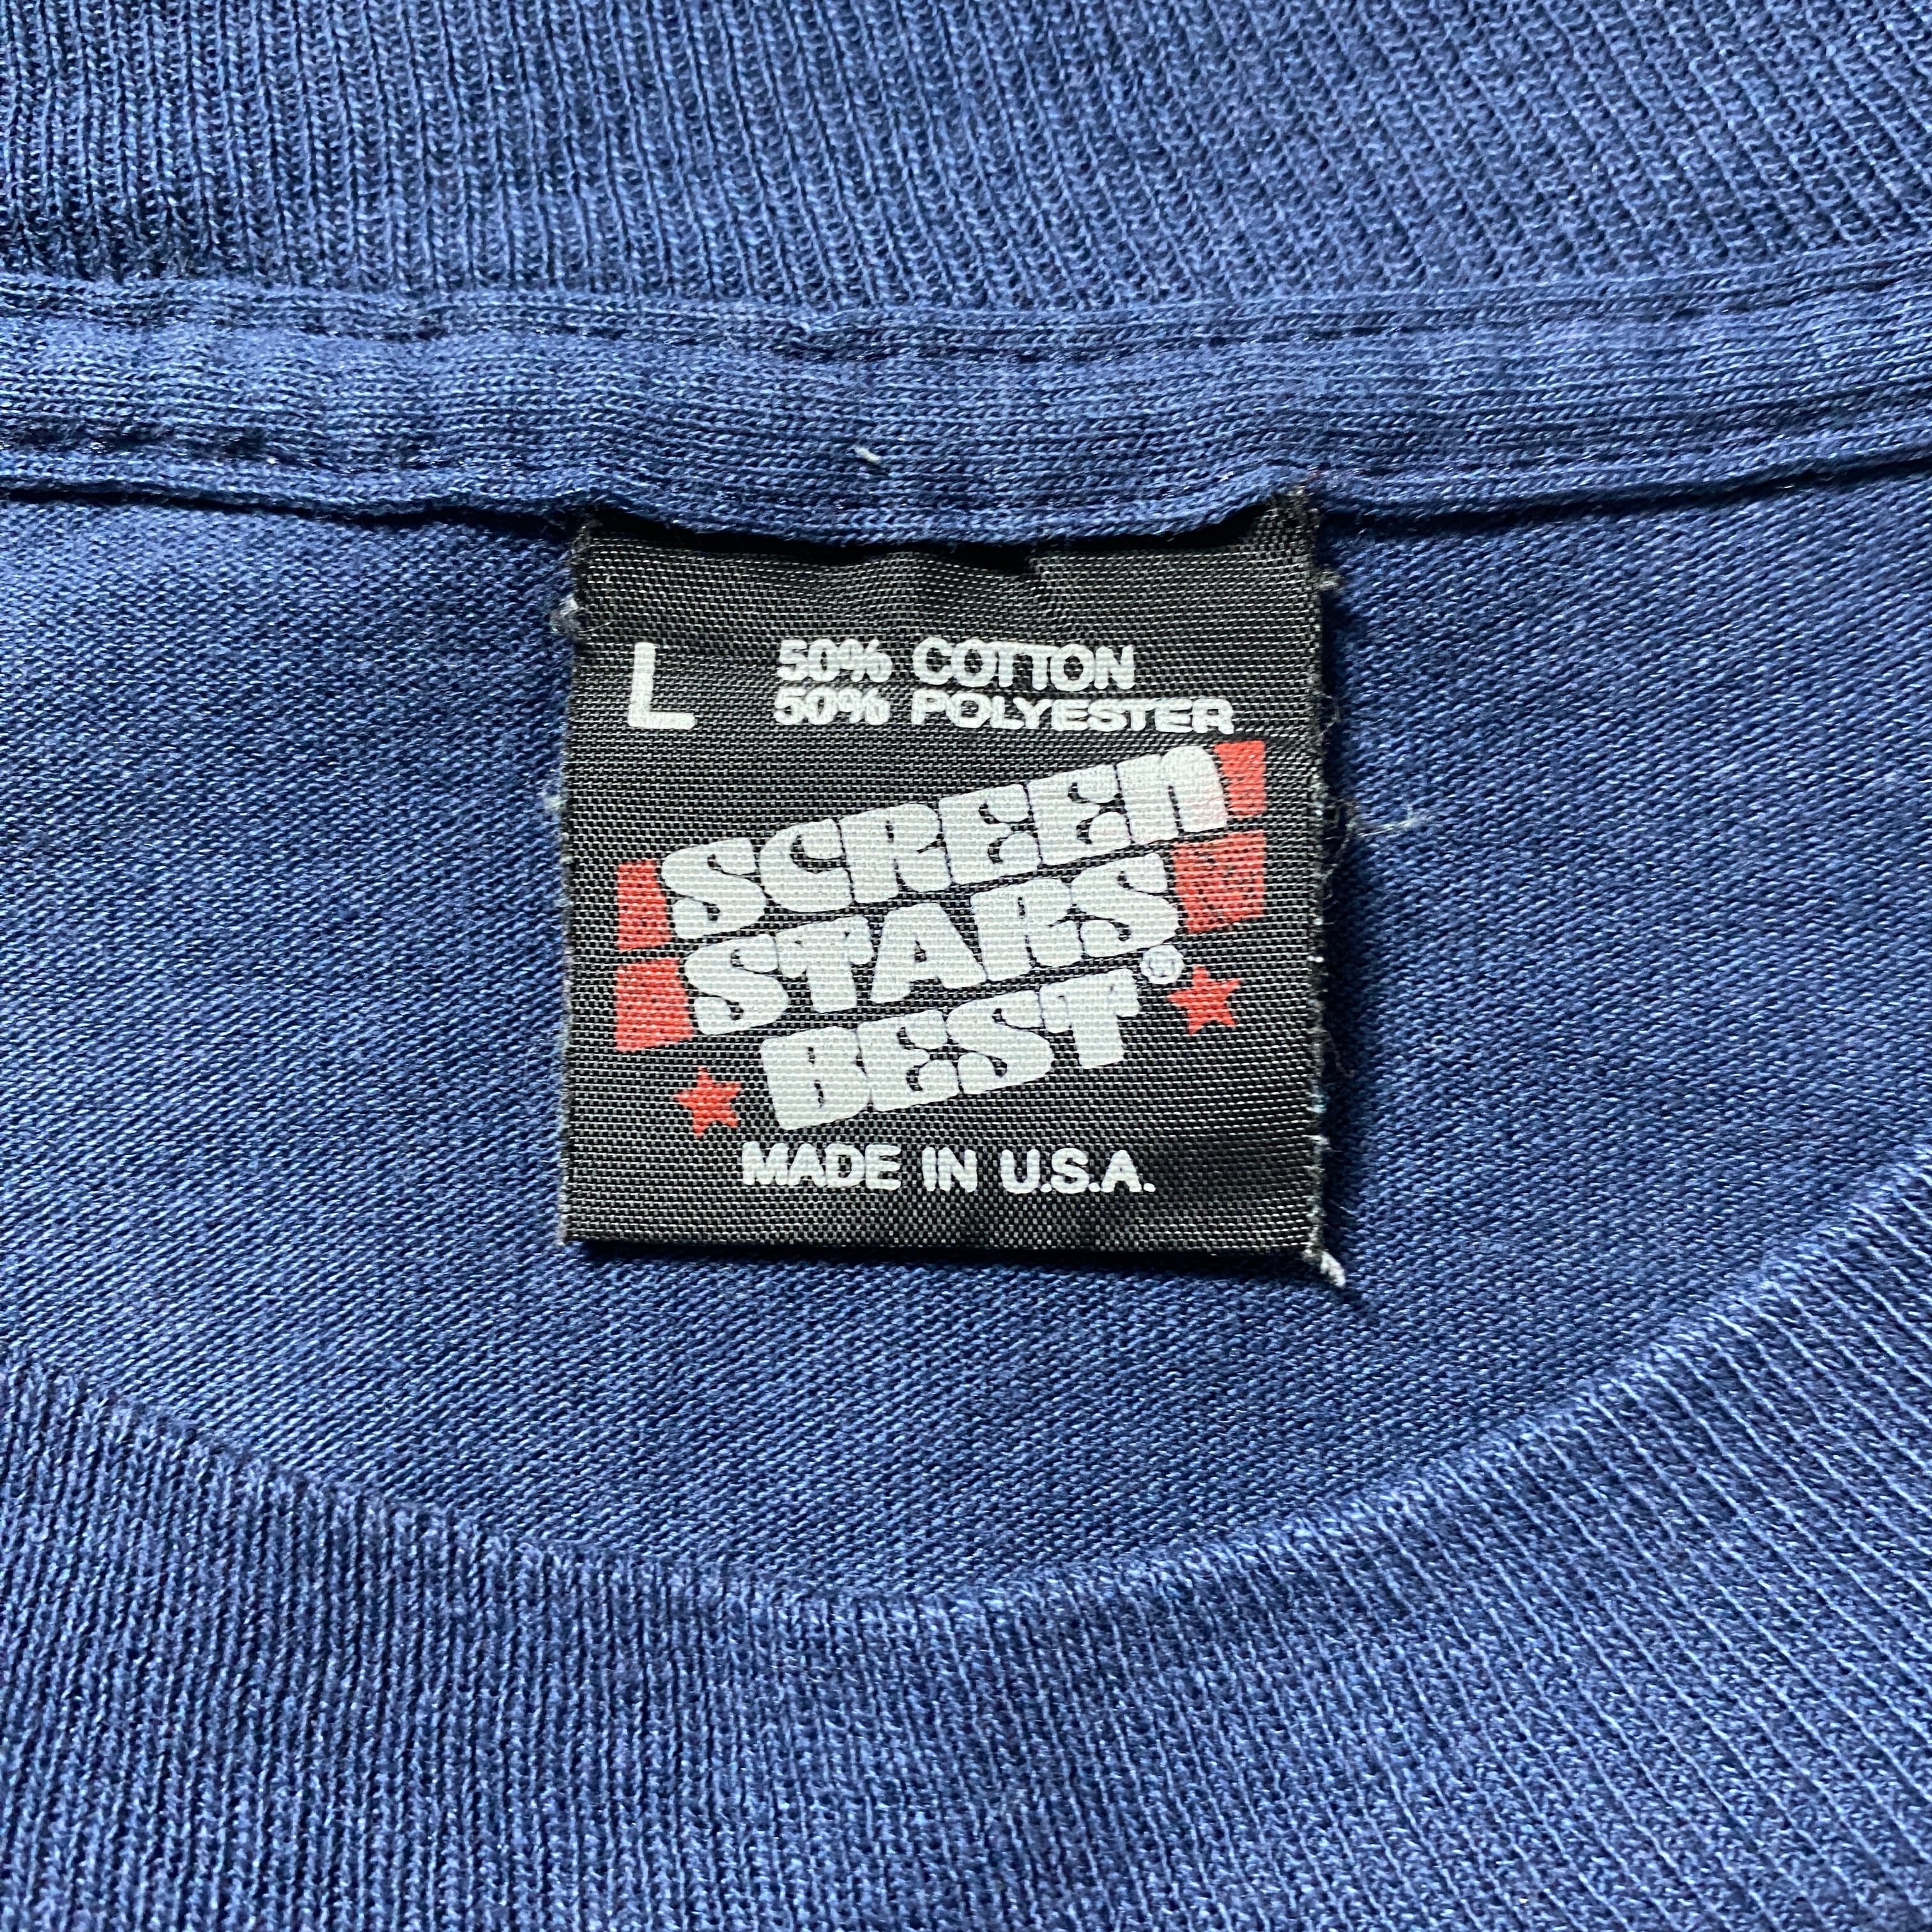 L
50% COTTON
50% POLYESTER
SCREEN
STARS
BEST®
MADE IN U.S.A.